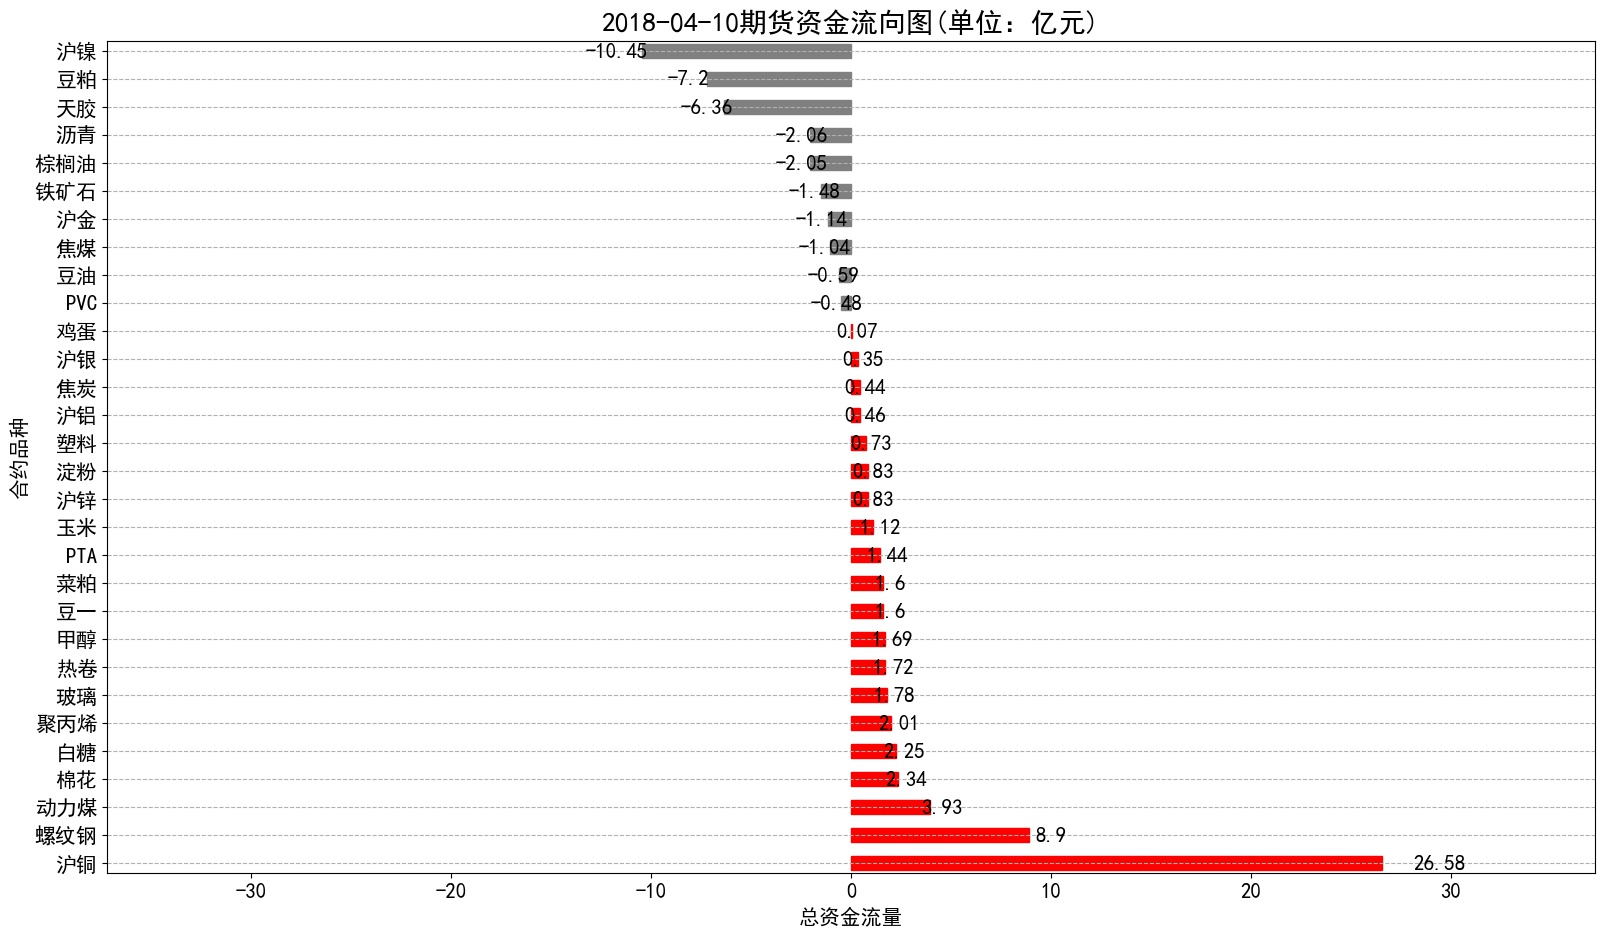 2018-04-10期货资金流向图(单位：亿元)
合约品种
沪镍 -10.45
豆粕 -7.2
天胶 -6.36
沥青 -2.06
棕榈油 -2.05
铁矿石 -1.48
沪金 -1.14
焦煤 -1.04
豆油 -0.59
PVC -0.48
鸡蛋 0.07
沪银 0.35
焦炭 0.44
沪铝 0.46
塑料 0.73
淀粉 0.83
沪锌 0.83
玉米 1.12
PTA 1.44
菜粕 1.6
豆一 1.6
甲醇 1.69
热卷 1.72
玻璃 1.78
聚丙烯 2.01
白糖 2.25
棉花 2.34
动力煤 3.93
螺纹钢 8.9
沪铜 26.58
-30 -20 -10 0 10 20 30
总资金流量